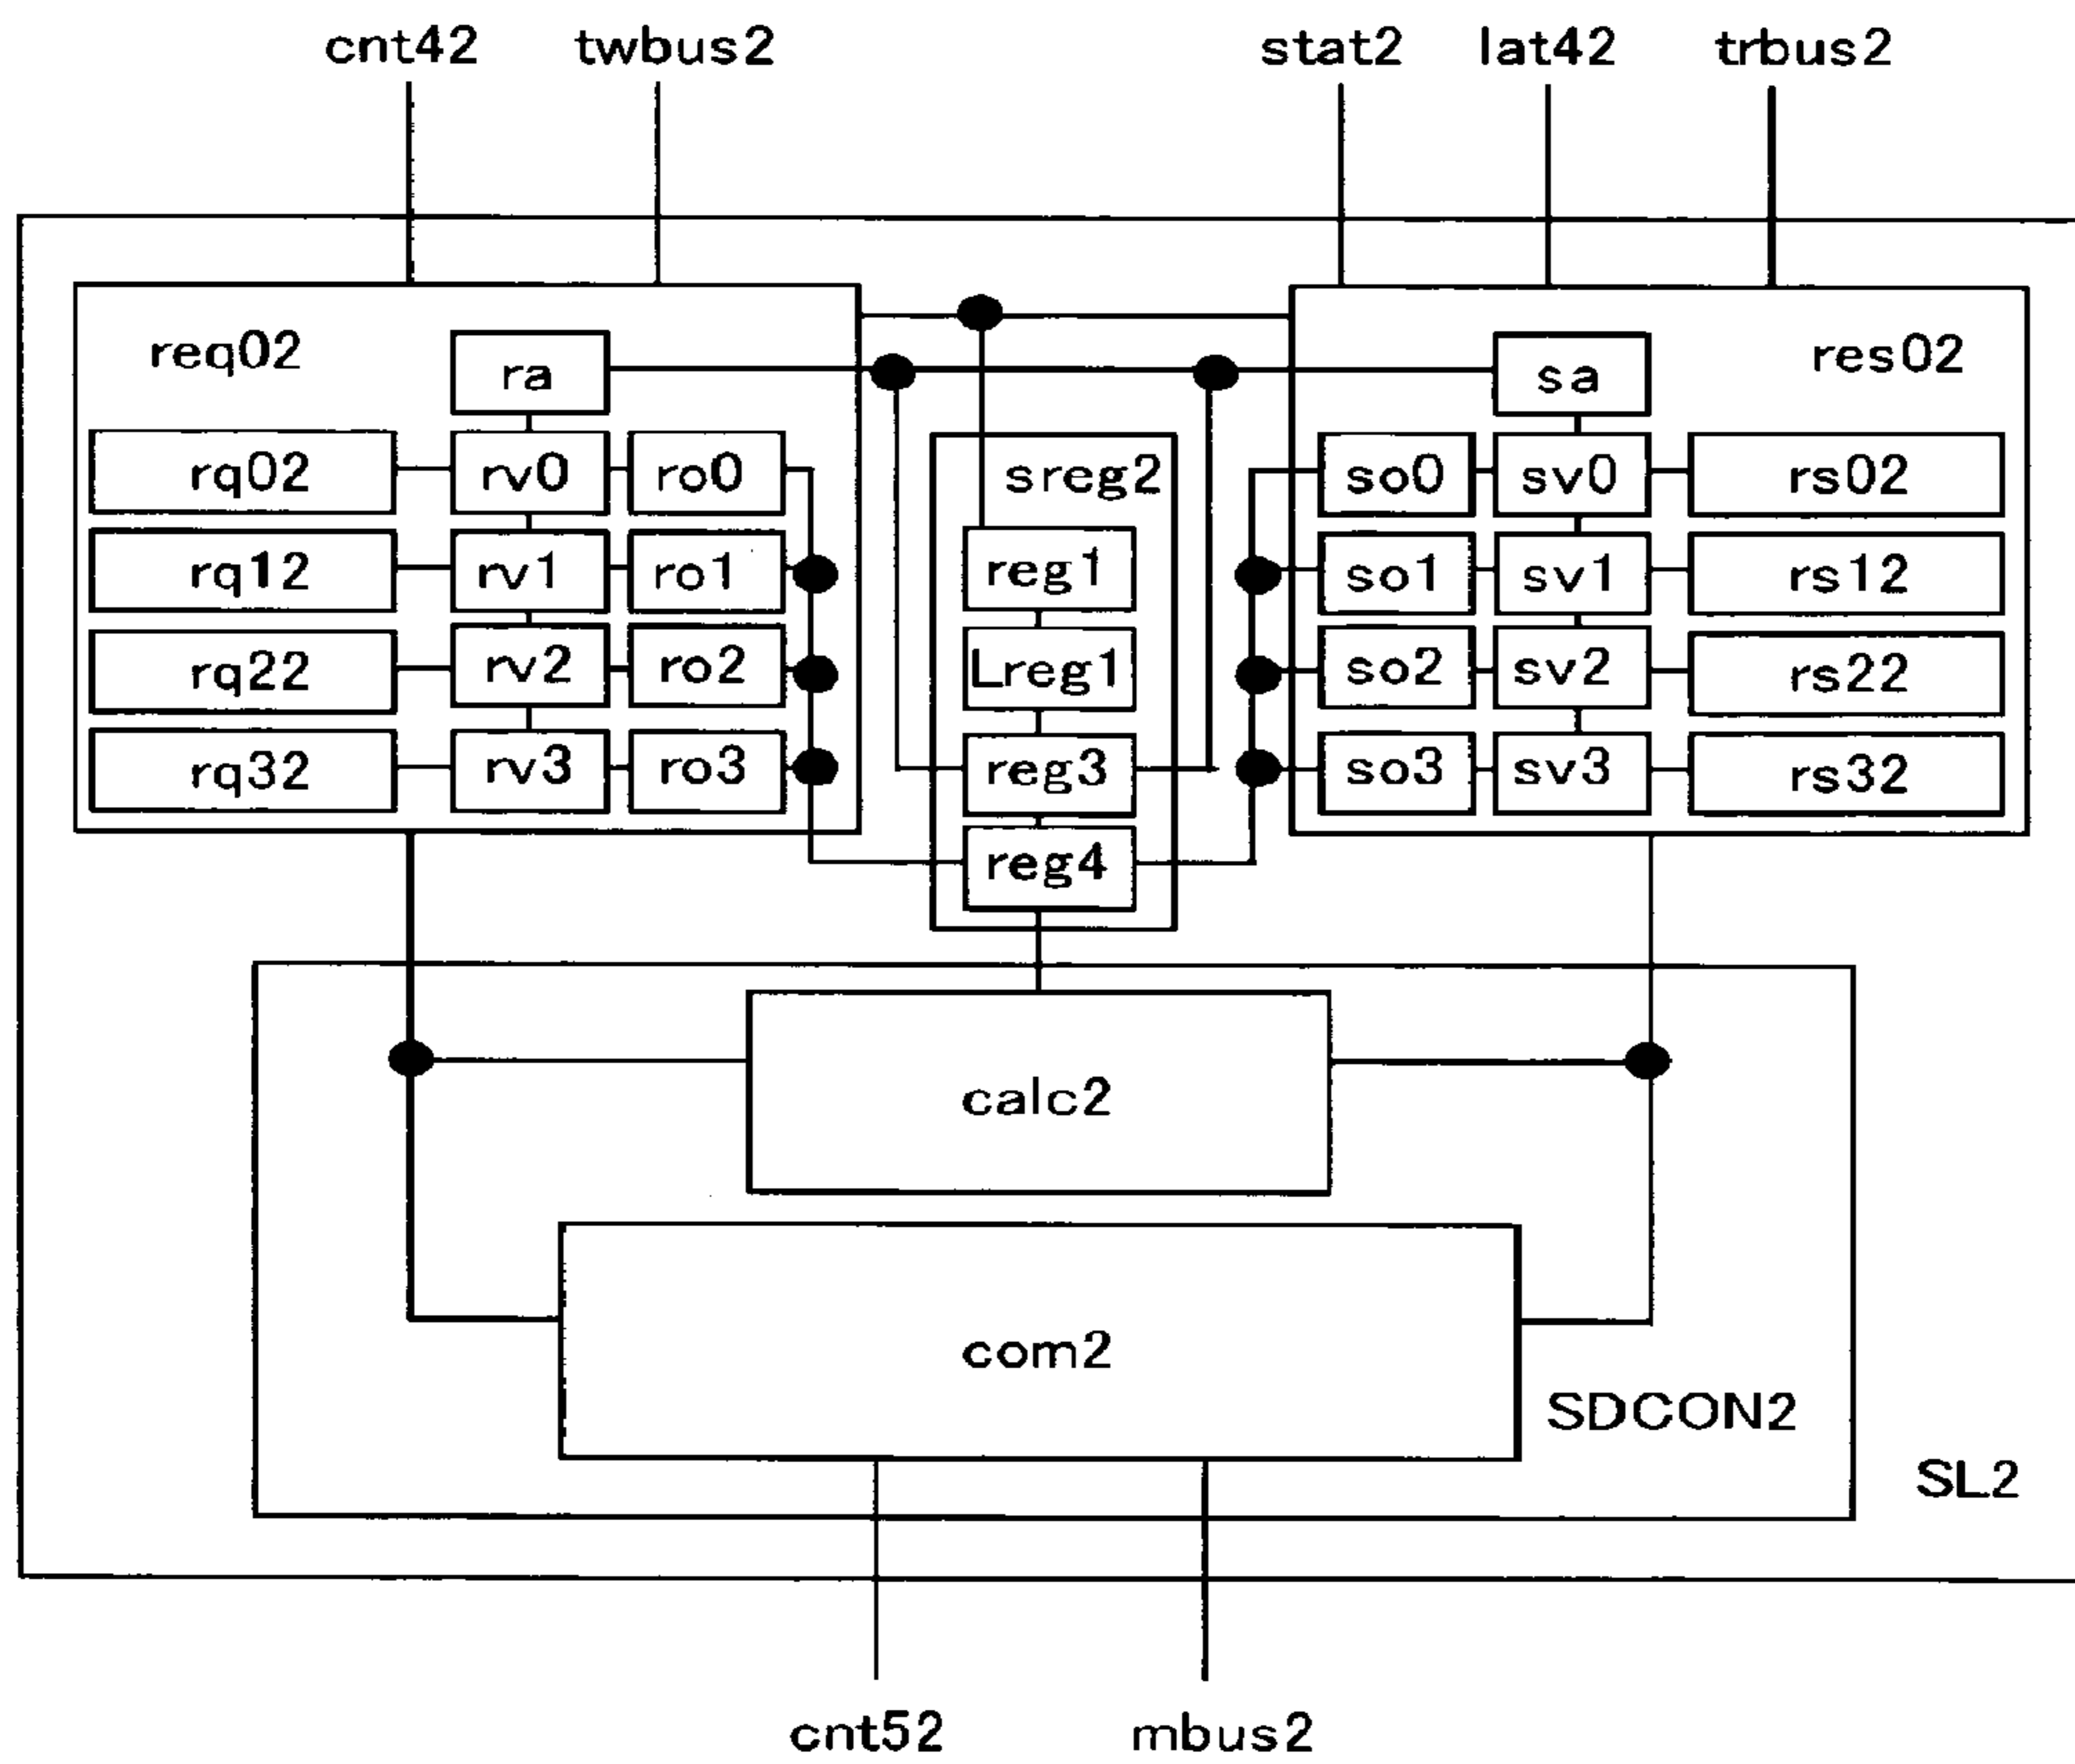 cnt42 twbus2 stat2 lat42 trbus2
req02 ra sa res02
rq02 rv0 ro0 sreg2 so0 sv0 rs02
rq12 rv1 ro1 reg1 so1 sv1 rs12
rq22 rv2 ro2 Lreg1 so2 sv2 rs22
rq32 rv3 ro3 reg3 so3 sv3 rs32
reg4
calc2
com2
SDCON2
SL2
cnt52 mbus2